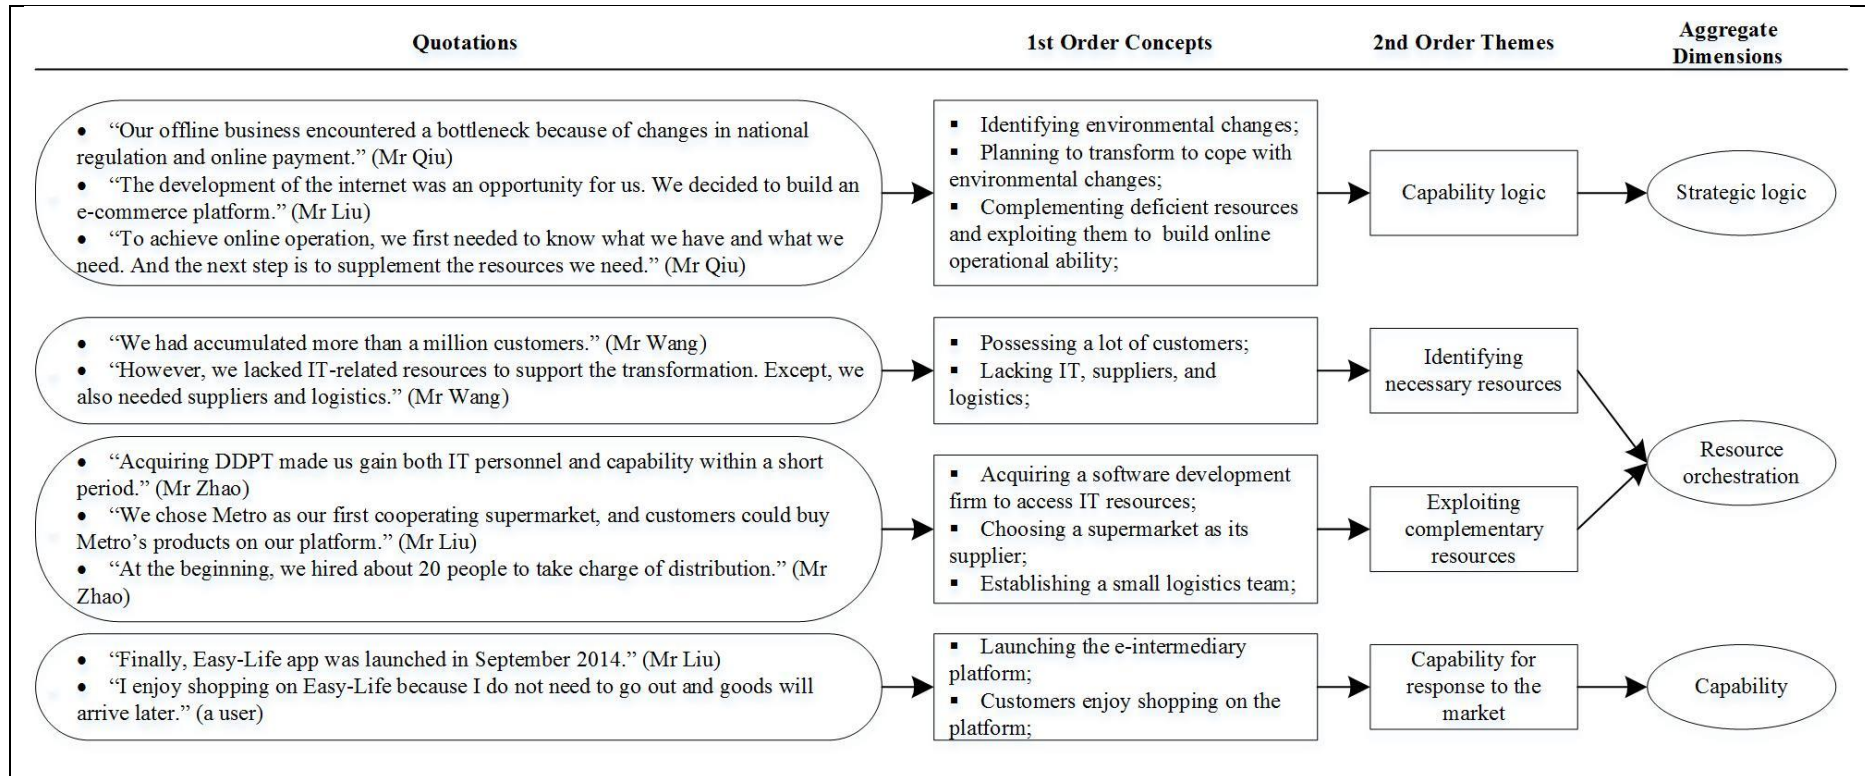 Quotations
1st Order Concepts
2nd Order Themes
Aggregate
Dimensions
• “Our offline business encountered a bottleneck because of changes in national
regulation and online payment.” (Mr Qiu)
• “The development of the internet was an opportunity for us. We decided to build an
e-commerce platform.” (Mr Liu)
• “To achieve online operation, we first needed to know what we have and what we
need. And the next step is to supplement the resources we need.” (Mr Qiu)
▪ Identifying environmental changes;
▪ Planning to transform to cope with
environmental changes;
▪ Complementing deficient resources
and exploiting them to build online
operational ability;
Capability logic
Strategic logic
• “We had accumulated more than a million customers.” (Mr Wang)
• “However, we lacked IT-related resources to support the transformation. Except, we
also needed suppliers and logistics.” (Mr Wang)
▪ Possessing a lot of customers;
▪ Lacking IT, suppliers, and
logistics;
Identifying
necessary resources
• “Acquiring DDPT made us gain both IT personnel and capability within a short
period.” (Mr Zhao)
• “We chose Metro as our first cooperating supermarket, and customers could buy
Metro’s products on our platform.” (Mr Liu)
• “At the beginning, we hired about 20 people to take charge of distribution.” (Mr
Zhao)
▪ Acquiring a software development
firm to access IT resources;
▪ Choosing a supermarket as its
supplier;
▪ Establishing a small logistics team;
Exploiting
complementary
resources
Resource
orchestration
• “Finally, Easy-Life app was launched in September 2014.” (Mr Liu)
• “I enjoy shopping on Easy-Life because I do not need to go out and goods will
arrive later.” (a user)
▪ Launching the e-intermediary
platform;
▪ Customers enjoy shopping on the
platform;
Capability for
response to the
market
Capability